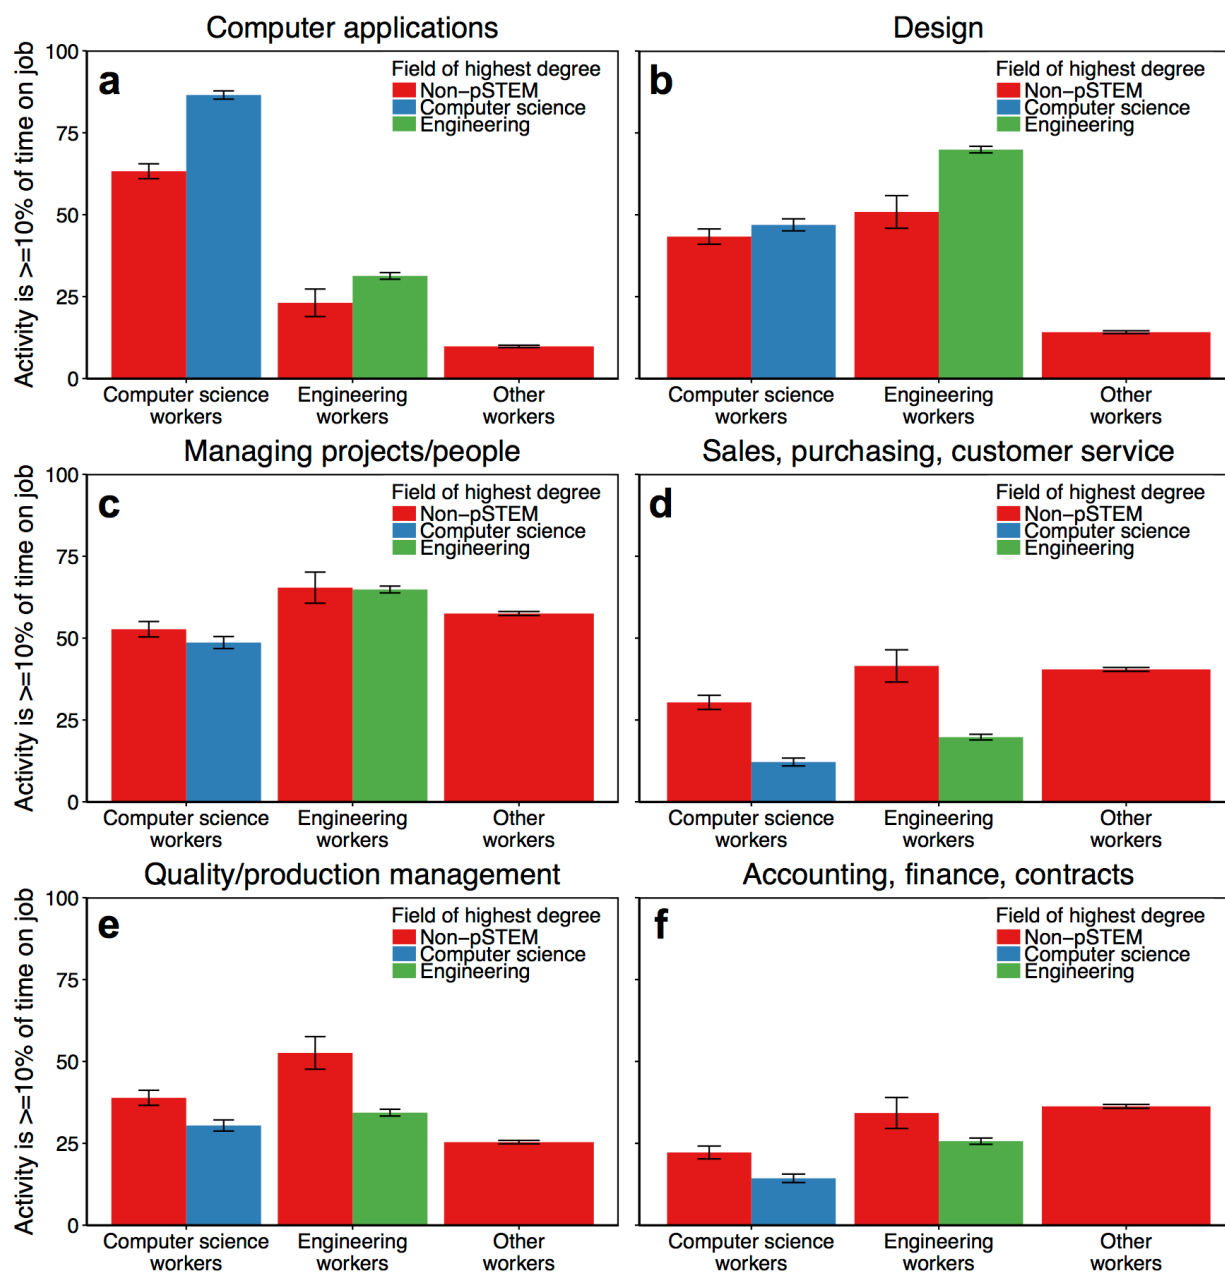 Computer applications
Design
Activity is >=10% of time on job
100
75
50
25
0
a
Field of highest degree
Non−pSTEM
Computer science
Engineering
Computer science
workers
Engineering
workers
Other
workers
b
Field of highest degree
Non−pSTEM
Computer science
Engineering
Computer science
workers
Engineering
workers
Other
workers
Managing projects/people
Sales, purchasing, customer service
Activity is >=10% of time on job
100
75
50
25
0
c
Field of highest degree
Non−pSTEM
Computer science
Engineering
Computer science
workers
Engineering
workers
Other
workers
d
Field of highest degree
Non−pSTEM
Computer science
Engineering
Computer science
workers
Engineering
workers
Other
workers
Quality/production management
Accounting, finance, contracts
Activity is >=10% of time on job
100
75
50
25
0
e
Field of highest degree
Non−pSTEM
Computer science
Engineering
Computer science
workers
Engineering
workers
Other
workers
f
Field of highest degree
Non−pSTEM
Computer science
Engineering
Computer science
workers
Engineering
workers
Other
workers